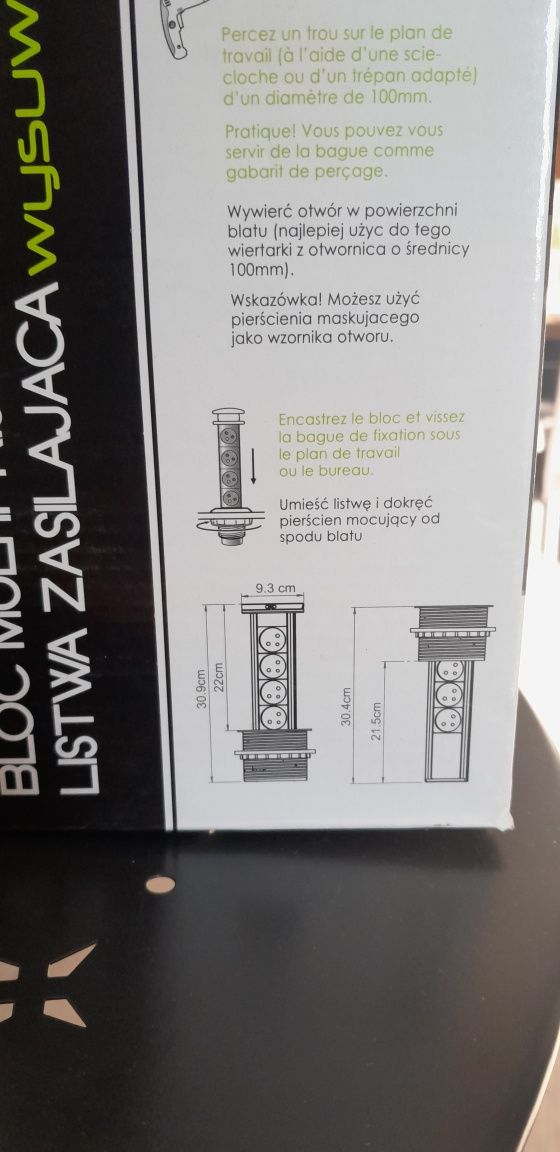 Percez un trou sur le plan de
travail (à l'aide d'une scie-
cloche ou d'un trépan adapté)
d'un diamètre de 100mm.
Pratique! Vous pouvez vous
servir de la bague comme
gabarit de perçage.
Wywierć otwór w powierzchni
blatu (najlepiej użyc do tego
wiertarki z otwornica o średnicy
100mm).
Wskazówka! Możesz użyć
pierścienia maskujacego
jako wzornika otworu.
Encastrez le bloc et vissez
la bague de fixation sous
le plan de travail
ou le bureau.
Umieść listwę i dokręć
pierścien mocujący od
spodu blatu
9.3 cm
30.9cm
22cm
30.4cm
21.5cm
BLOC
LISTWA ZASILAJACA wysuw